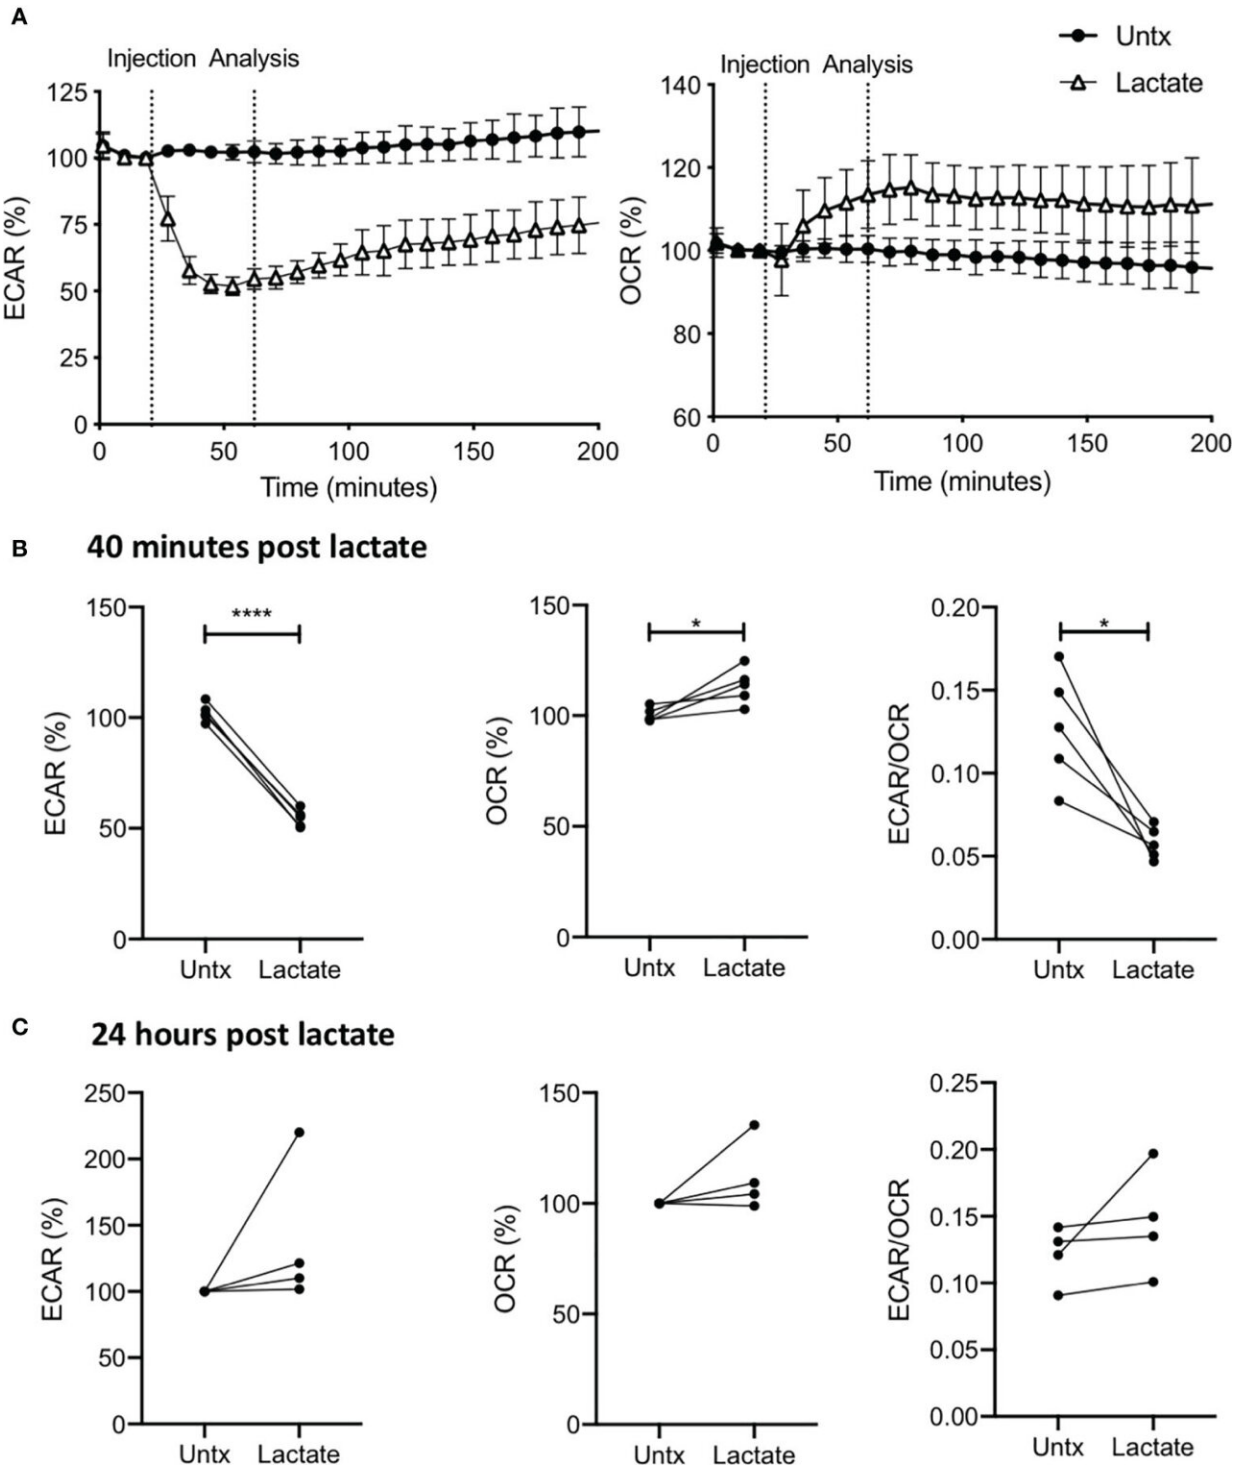 A
Untx
Lactate
Injection Analysis
125
100
75
50
25
0
ECAR (%)
0 50 100 150 200
Time (minutes)
Injection Analysis
140
120
100
80
60
OCR (%)
0 50 100 150 200
Time (minutes)
B
40 minutes post lactate
150
100
50
0
ECAR (%)
****
Untx Lactate
150
100
50
0
OCR (%)
*
Untx Lactate
0.20
0.15
0.10
0.05
0.00
ECAR/OCR
*
Untx Lactate
C
24 hours post lactate
250
200
150
100
50
0
ECAR (%)
Untx Lactate
150
100
50
0
OCR (%)
Untx Lactate
0.25
0.20
0.15
0.10
0.05
0.00
ECAR/OCR
Untx Lactate